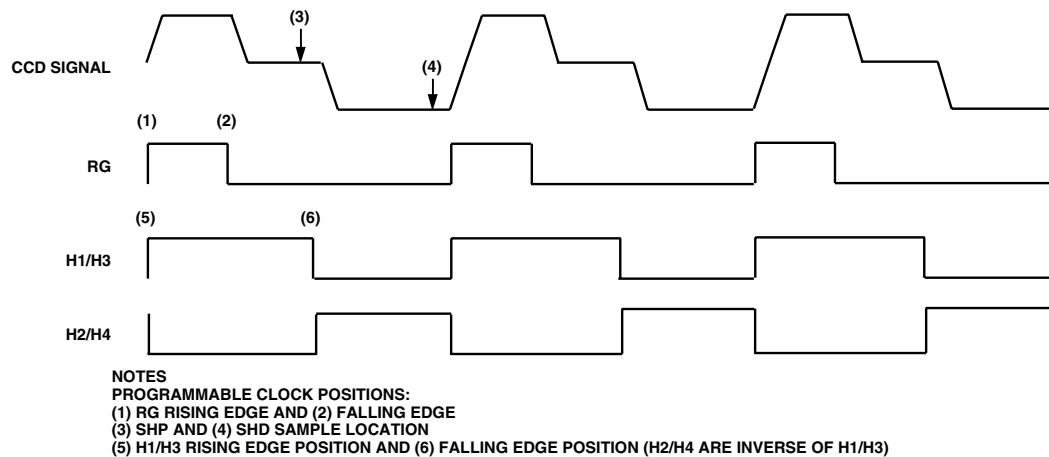 (3)
CCD SIGNAL
(4)
(1)
(2)
RG
(5)
(6)
H1/H3
H2/H4
NOTES
PROGRAMMABLE CLOCK POSITIONS:
(1) RG RISING EDGE AND (2) FALLING EDGE
(3) SHP AND (4) SHD SAMPLE LOCATION
(5) H1/H3 RISING EDGE POSITION AND (6) FALLING EDGE POSITION (H2/H4 ARE INVERSE OF H1/H3)